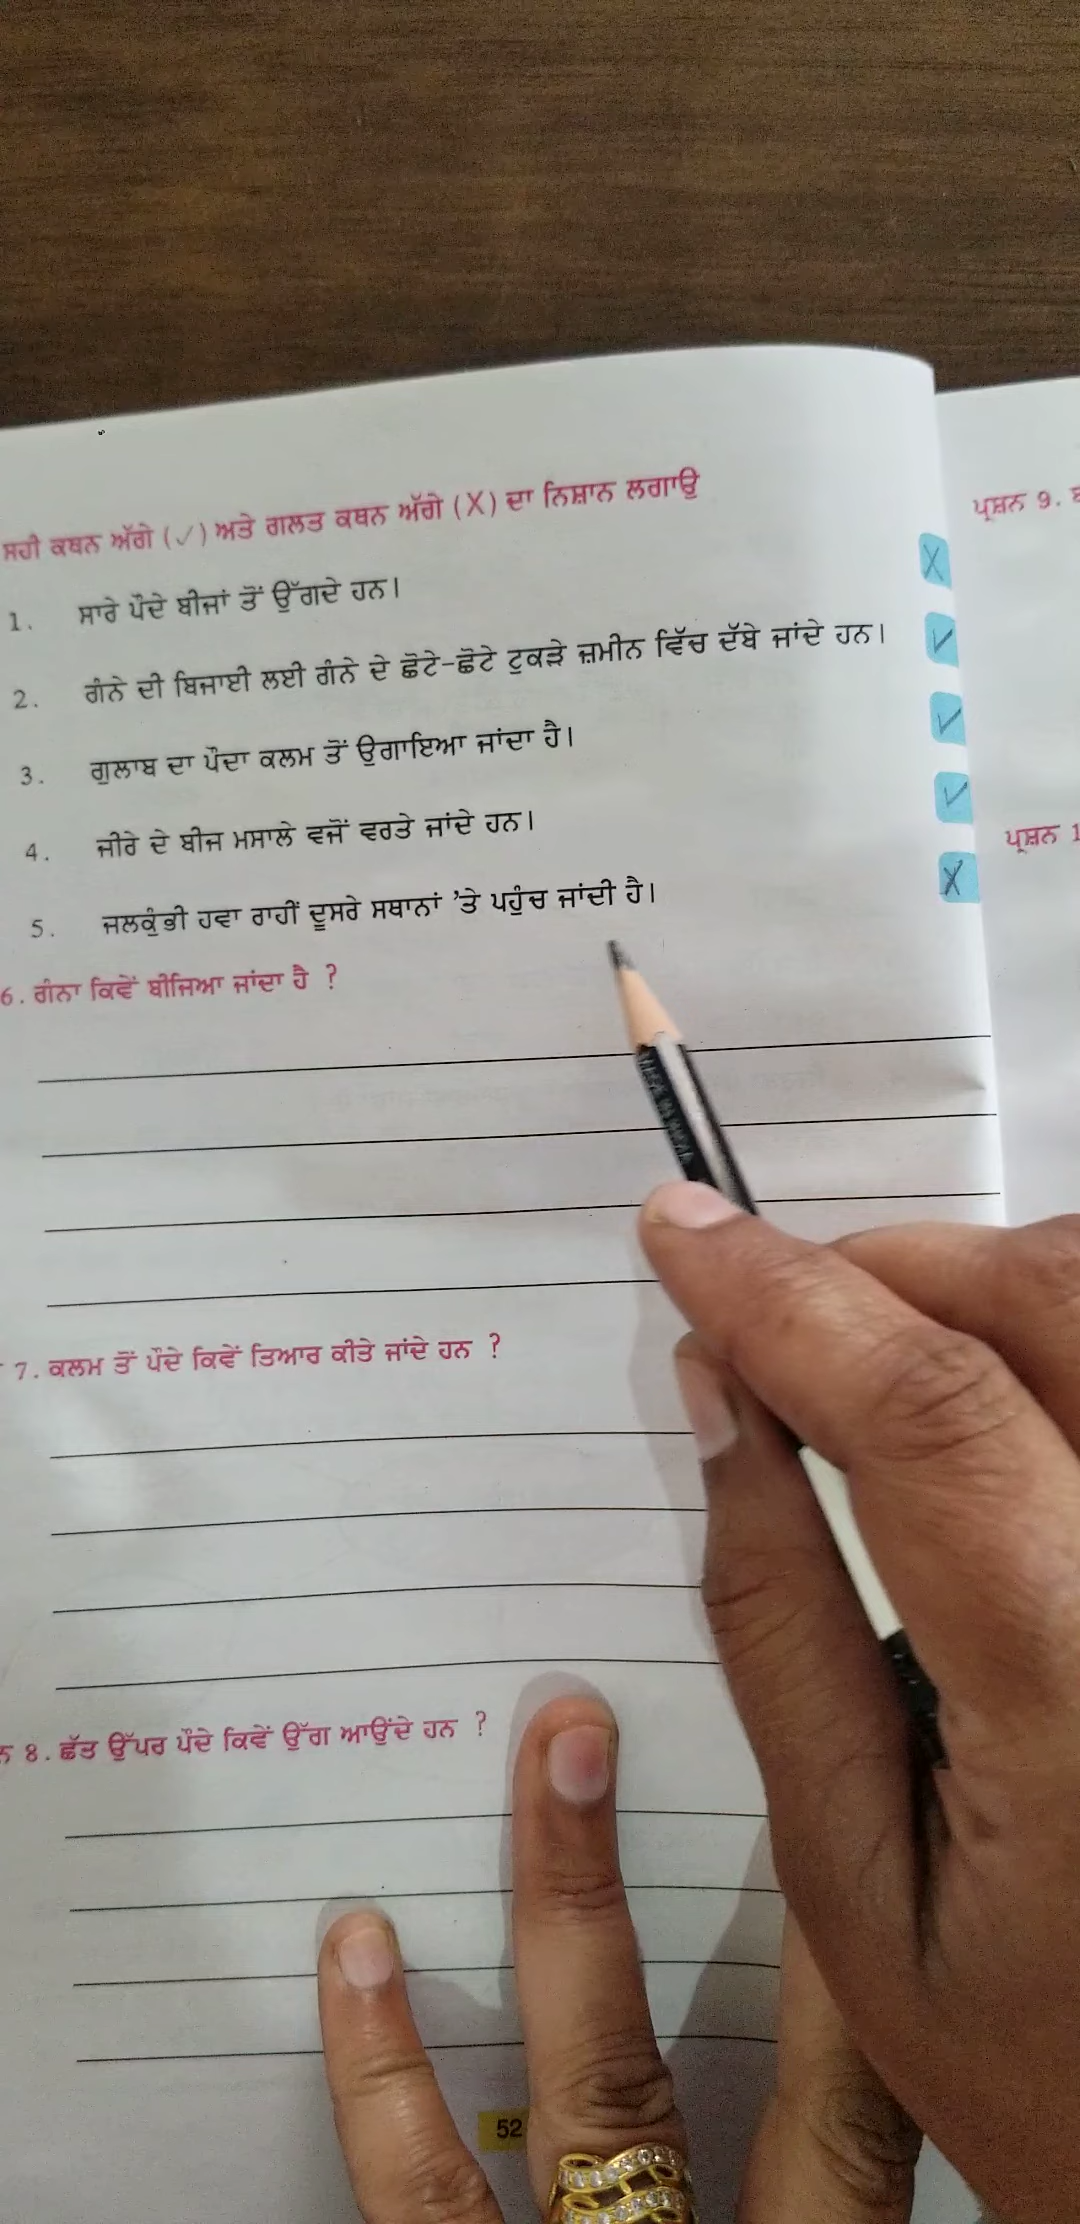 ਸਹੀ ਕਥਨ ਅੱਗੇ (✓) ਅਤੇ ਗਲਤ ਕਥਨ ਅੱਗੇ (X) ਦਾ ਨਿਸ਼ਾਨ ਲਗਾਉ
1. ਸਾਰੇ ਪੌਦੇ ਬੀਜਾਂ ਤੋਂ ਉੱਗਦੇ ਹਨ। X
2. ਗੰਨੇ ਦੀ ਬਿਜਾਈ ਲਈ ਗੰਨੇ ਦੇ ਛੋਟੇ-ਛੋਟੇ ਟੁਕੜੇ ਜ਼ਮੀਨ ਵਿੱਚ ਦੱਬੇ ਜਾਂਦੇ ਹਨ। ✓
3. ਗੁਲਾਬ ਦਾ ਪੌਦਾ ਕਲਮ ਤੋਂ ਉਗਾਇਆ ਜਾਂਦਾ ਹੈ। ✓
4. ਜੀਰੇ ਦੇ ਬੀਜ ਮਸਾਲੇ ਵਜੋਂ ਵਰਤੇ ਜਾਂਦੇ ਹਨ। ✓
5. ਜਲਕੁੰਭੀ ਹਵਾ ਰਾਹੀਂ ਦੂਸਰੇ ਸਥਾਨਾਂ ’ਤੇ ਪਹੁੰਚ ਜਾਂਦੀ ਹੈ। X
6. ਗੰਨਾ ਕਿਵੇਂ ਬੀਜਿਆ ਜਾਂਦਾ ਹੈ ?
7. ਕਲਮ ਤੋਂ ਪੌਦੇ ਕਿਵੇਂ ਤਿਆਰ ਕੀਤੇ ਜਾਂਦੇ ਹਨ ?
ਨ 8. ਛੱਤ ਉੱਪਰ ਪੌਦੇ ਕਿਵੇਂ ਉੱਗ ਆਉਂਦੇ ਹਨ ?
52
ਪ੍ਰਸ਼ਨ 9.
ਪ੍ਰਸ਼ਨ 1